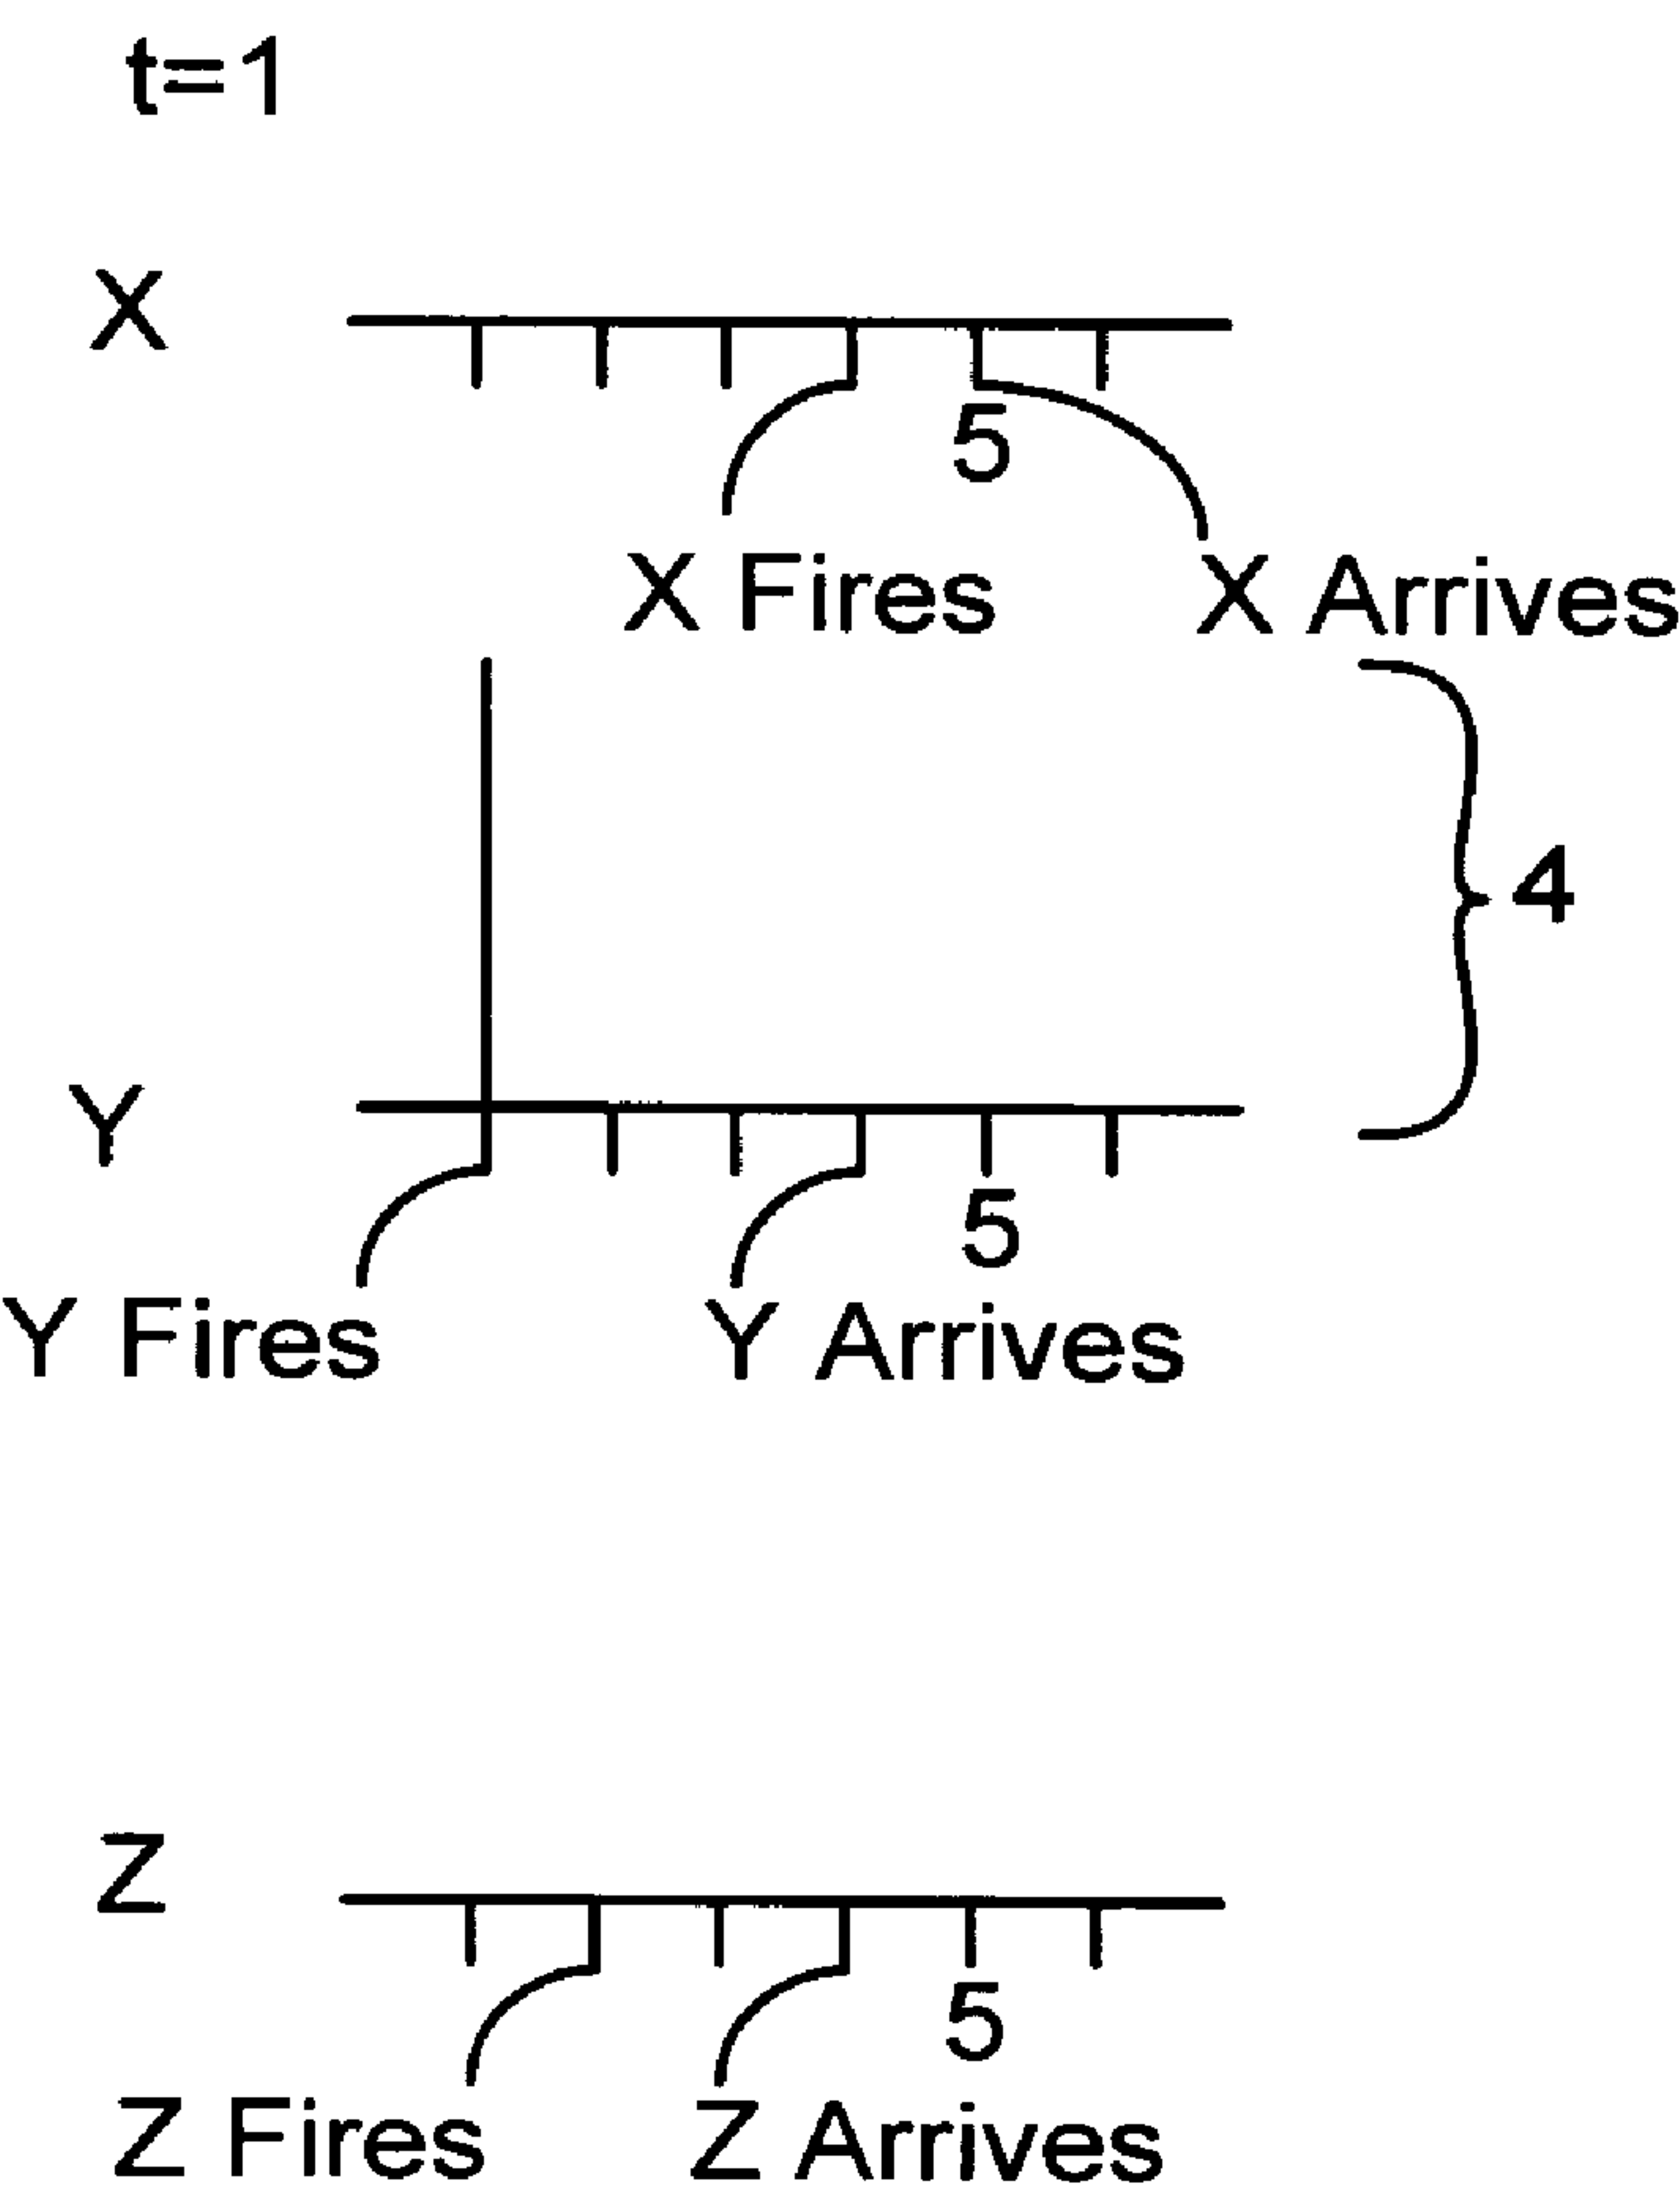 t=1
X
5
X Fires X Arrives
4
Y
5
Y Fires Y Arrives
Z
5
Z Fires Z Arrives